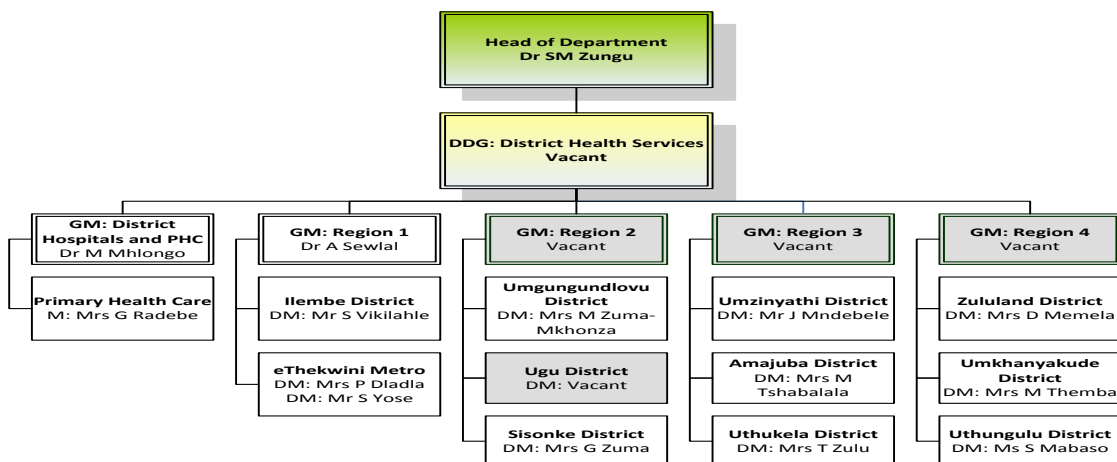 Head of Department
Dr SM Zungu
DDG: District Health Services
Vacant
GM: District
Hospitals and PHC
Dr M Mhlongo
Primary Health Care
M: Mrs G Radebe
GM: Region 1
Dr A Sewlal
Ilembe District
DM: Mr S Vikilahle
eThekwini Metro
DM: Mrs P Dladla
DM: Mr S Yose
GM: Region 2
Vacant
Umgungundlovu
District
DM: Mrs M Zuma-
Mkhonza
Ugu District
DM: Vacant
Sisonke District
DM: Mrs G Zuma
GM: Region 3
Vacant
Umzinyathi District
DM: Mr J Mndebele
Amajuba District
DM: Mrs M
Tshabalala
Uthukela District
DM: Mrs T Zulu
GM: Region 4
Vacant
Zululand District
DM: Mrs D Memela
Umkhanyakude
District
DM: Mrs M Themba
Uthungulu District
DM: Ms S Mabaso